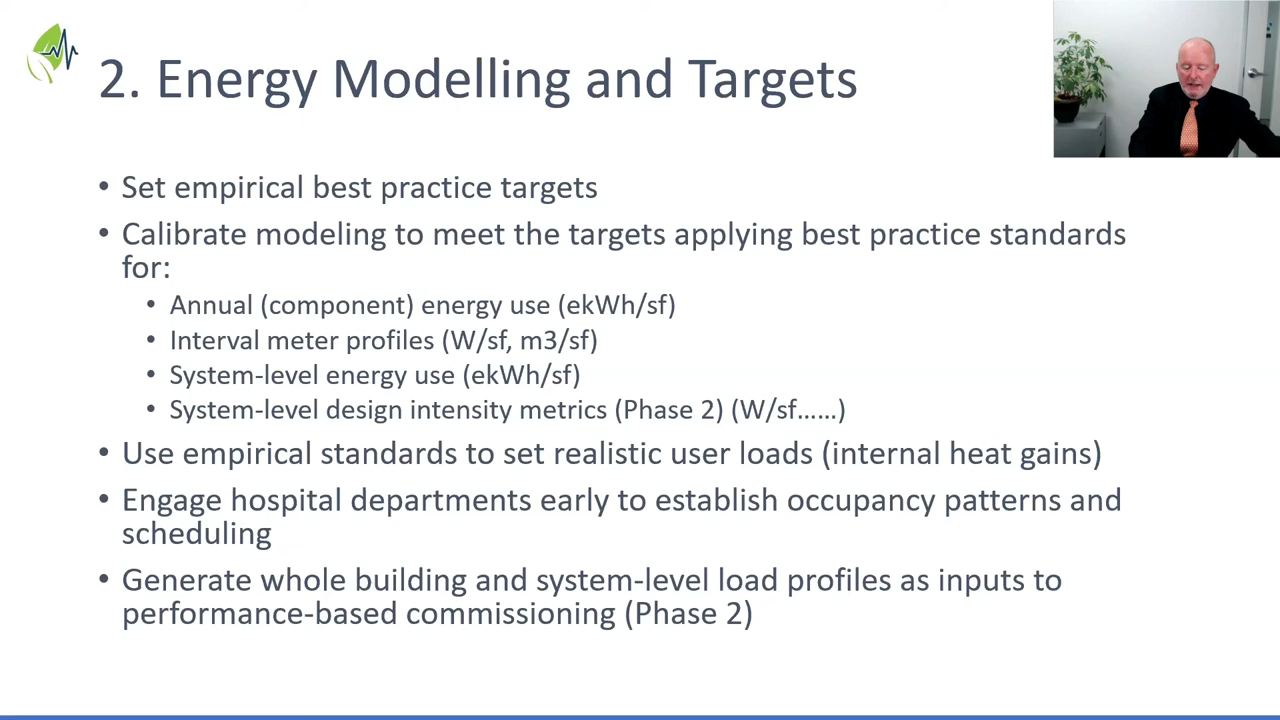 2. Energy Modelling and Targets
• Set empirical best practice targets
• Calibrate modeling to meet the targets applying best practice standards
for:
• Annual (component) energy use (ekWh/sf)
• Interval meter profiles (W/sf, m3/sf)
• System-level energy use (ekWh/sf)
• System-level design intensity metrics (Phase 2) (W/sf......)
• Use empirical standards to set realistic user loads (internal heat gains)
• Engage hospital departments early to establish occupancy patterns and
scheduling
• Generate whole building and system-level load profiles as inputs to
performance-based commissioning (Phase 2)